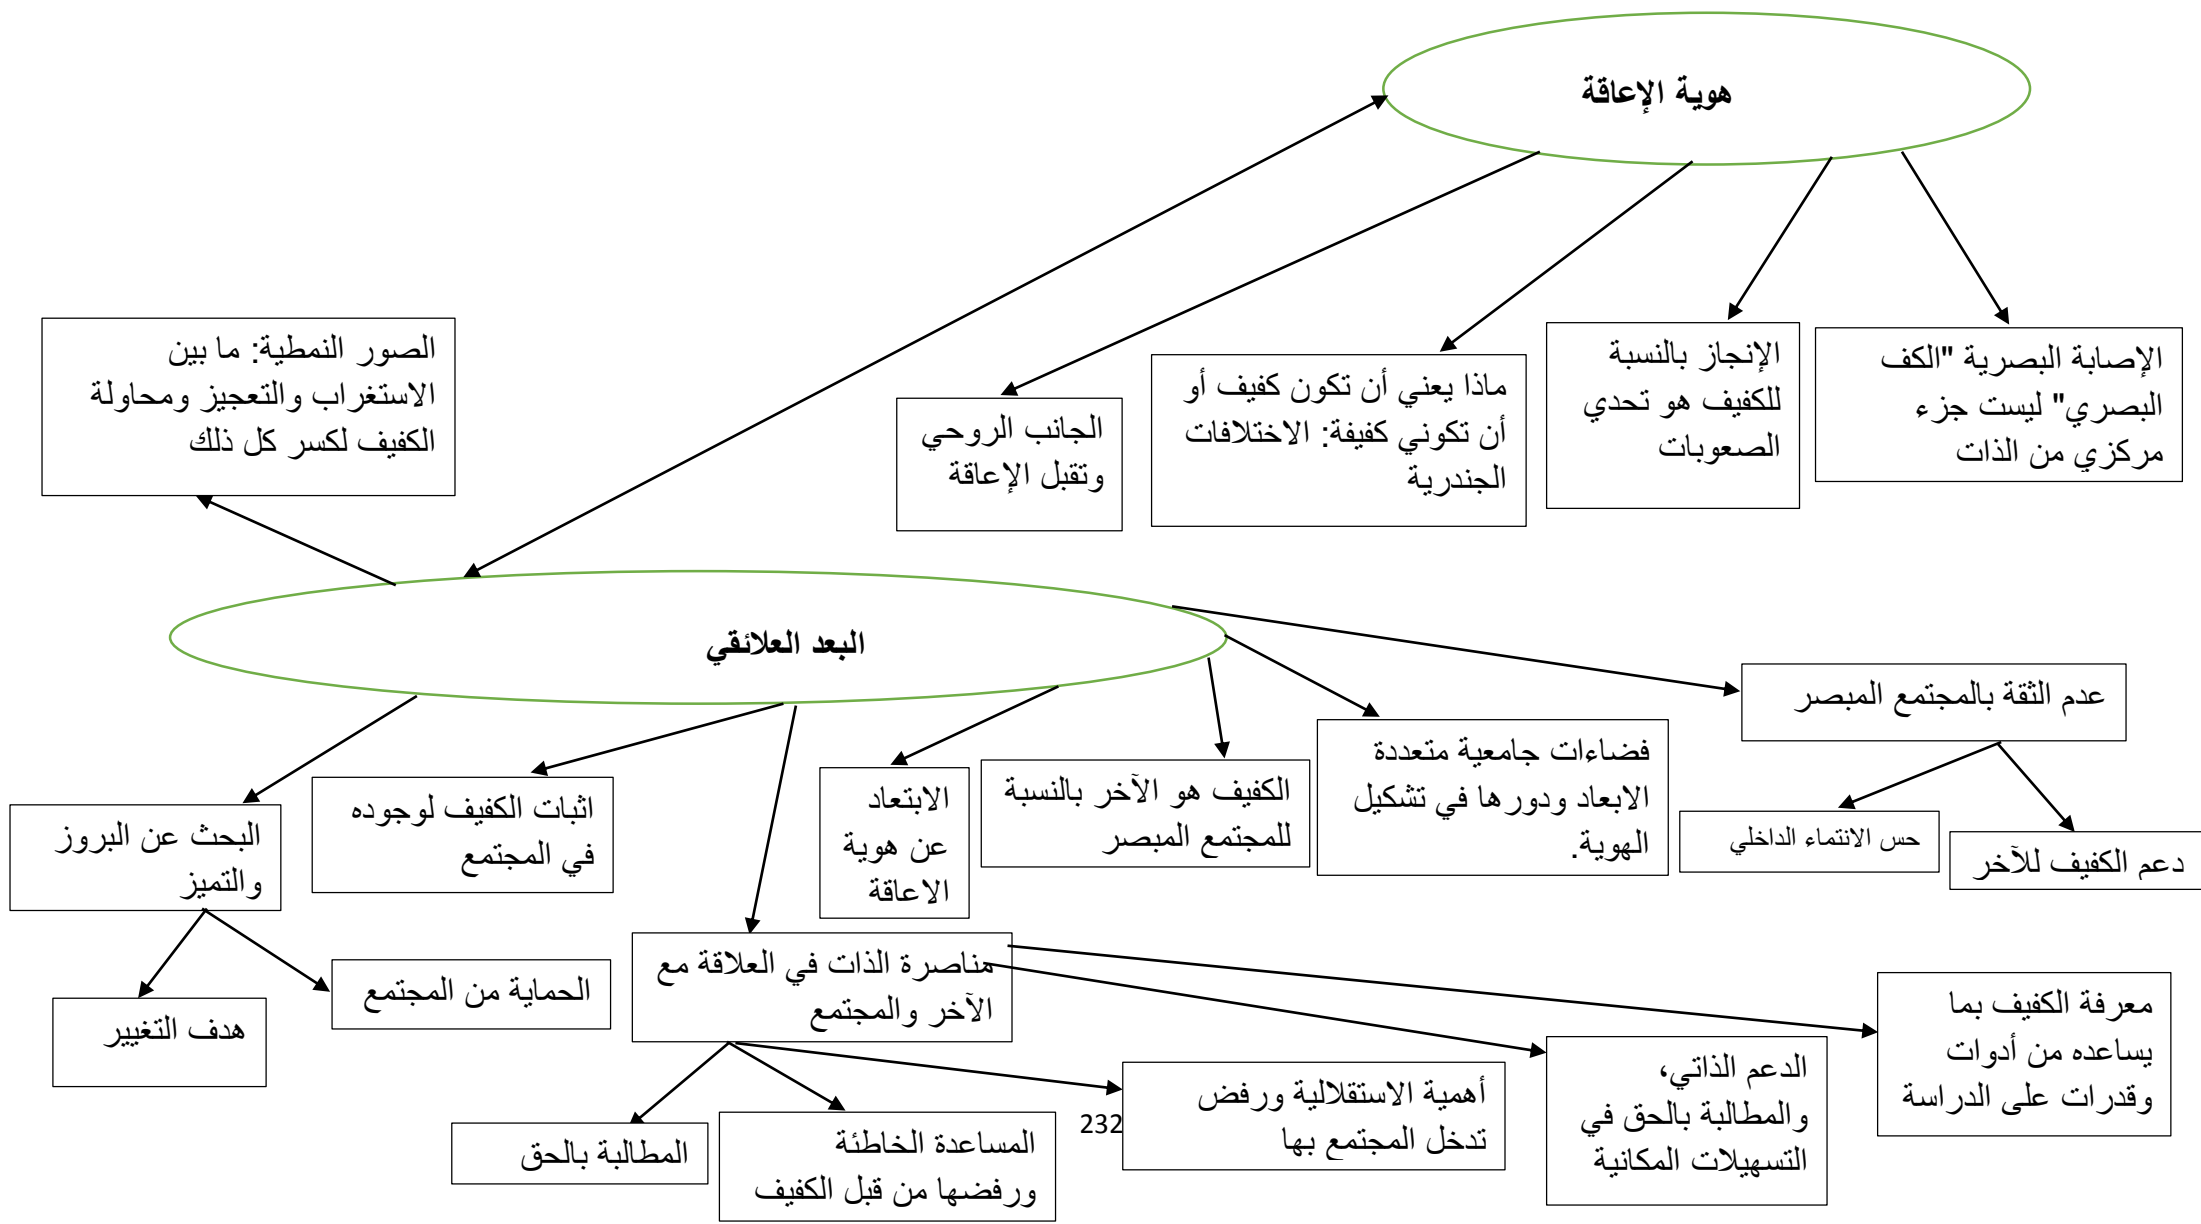 هوية الإعاقة
الإصابة البصرية "الكف
البصري" ليست جزء
مركزي من الذات
الإنجاز بالنسبة
للكفيف هو تحدي
الصعوبات
ماذا يعني أن تكون كفيف أو
أن تكوني كفيفة: الاختلافات
الجندرية
الجانب الروحي
وتقبل الإعاقة
الصور النمطية: ما بين
الاستغراب والتعجيز ومحاولة
الكفيف لكسر كل ذلك
البعد العلائقي
عدم الثقة بالمجتمع المبصر
دعم الكفيف للآخر
حس الانتماء الداخلي
فضاءات جامعية متعددة
الابعاد ودورها في تشكيل
الهوية.
الكفيف هو الآخر بالنسبة
للمجتمع المبصر
الابتعاد
عن هوية
الاعاقة
اثبات الكفيف لوجوده
في المجتمع
البحث عن البروز
والتميز
الحماية من المجتمع
هدف التغيير
مناصرة الذات في العلاقة مع
الآخر والمجتمع
معرفة الكفيف بما
يساعده من أدوات
وقدرات على الدراسة
الدعم الذاتي،
والمطالبة بالحق في
التسهيلات المكانية
أهمية الاستقلالية ورفض
تدخل المجتمع بها
المساعدة الخاطئة
ورفضها من قبل الكفيف
المطالبة بالحق
232